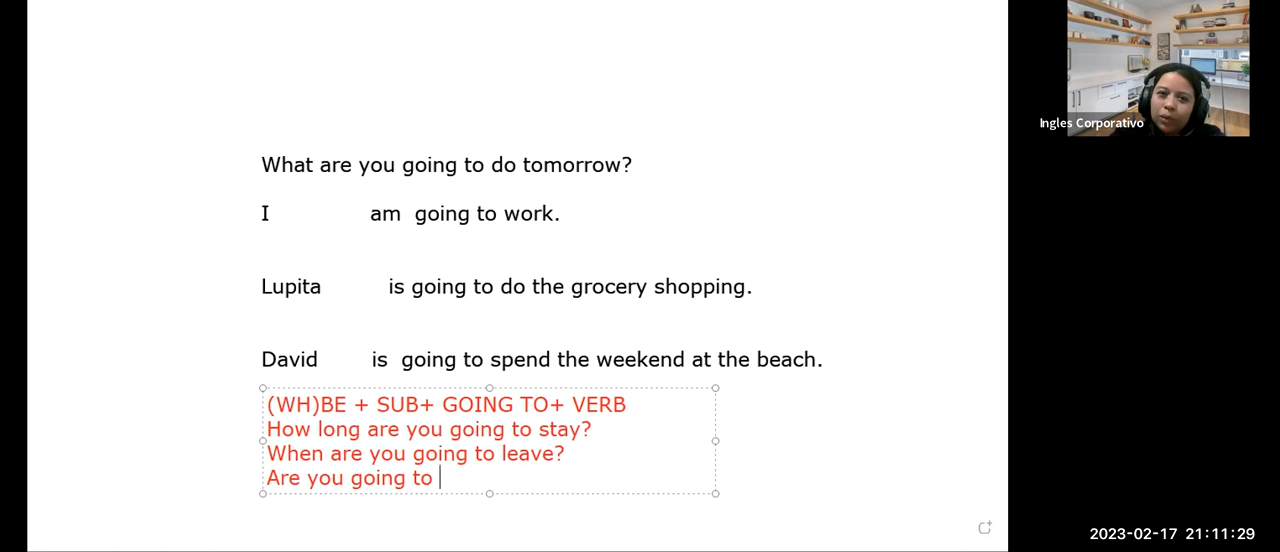 What are you going to do tomorrow?
I am going to work.
Lupita is going to do the grocery shopping.
David is going to spend the weekend at the beach.
(WH)BE + SUB+ GOING TO+ VERB
How long are you going to stay?
When are you going to leave?
Are you going to
Ingles Corporativo
2023-02-17 21:11:29